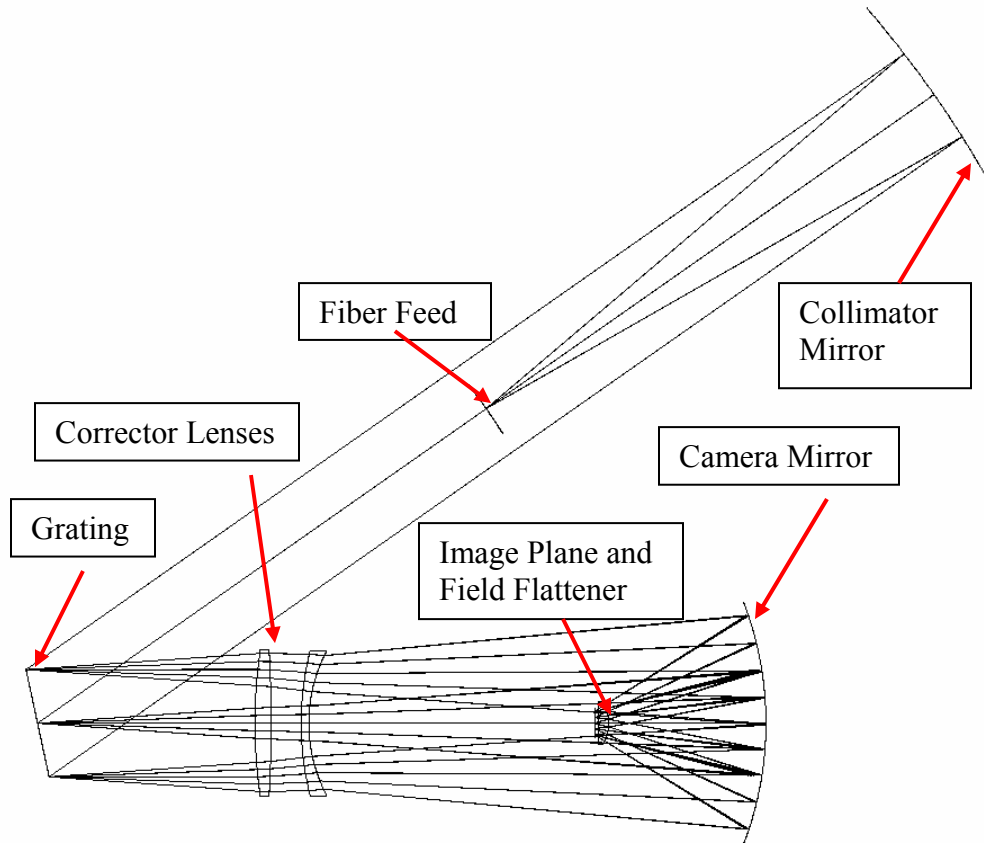 Fiber Feed
Collimator
Mirror
Corrector Lenses
Camera Mirror
Grating
Image Plane and
Field Flattener